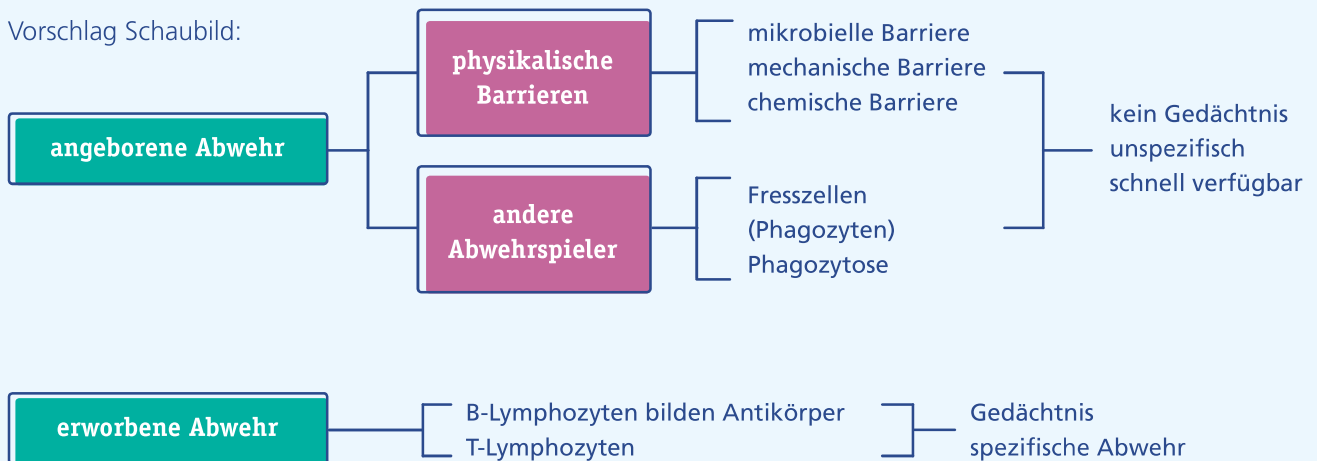 Vorschlag Schaubild:
angeborene Abwehr
physikalische
Barrieren
mikrobielle Barriere
mechanische Barriere
chemische Barriere
andere
Abwehrspieler
Fresszellen
(Phagozyten)
Phagozytose
kein Gedächtnis
unspezifisch
schnell verfügbar
erworbene Abwehr
B-Lymphozyten bilden Antikörper
T-Lymphozyten
Gedächtnis
spezifische Abwehr